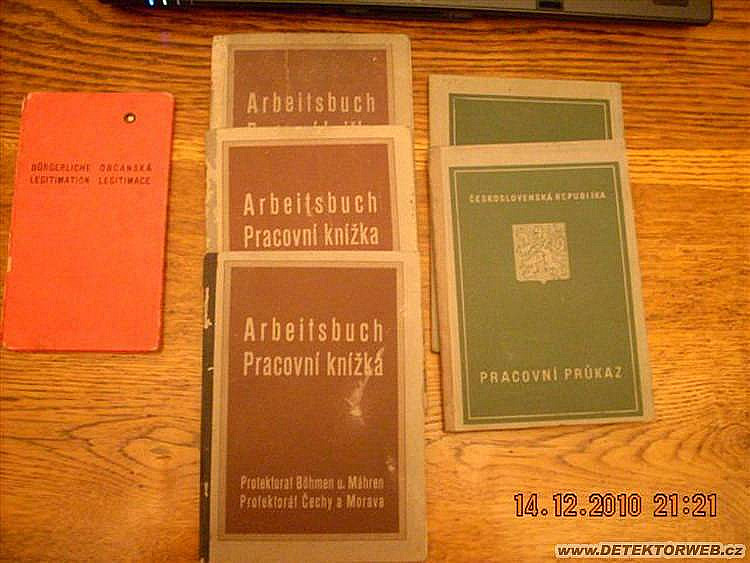 BÜRGERLICHE OBČANSKÁ
LEGITIMATION LEGITIMACE
Arbeitsbuch
Arbeitsbuch
Pracovní knížka
Arbeitsbuch
Pracovní knížka
Protektorat Böhmen u. Mähren
Protektorát Čechy a Morava
ČESKOSLOVENSKÁ REPUBLIKA
PRACOVNÍ PRŮKAZ
14.12.2010 21:21
www.DETEKTORWEB.cz